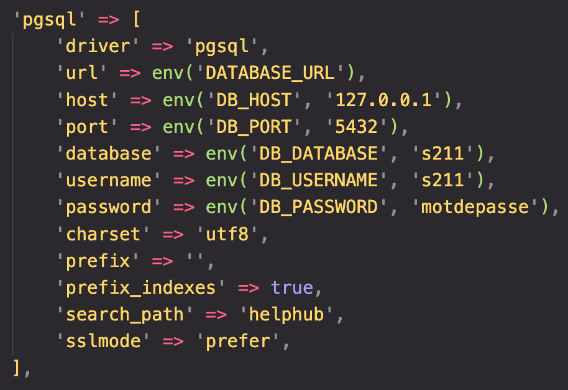 'pgsql' => [
'driver' => 'pgsql',
'url' => env('DATABASE_URL'),
'host' => env('DB_HOST', '127.0.0.1'),
'port' => env('DB_PORT', '5432'),
'database' => env('DB_DATABASE', 's211'),
'username' => env('DB_USERNAME', 's211'),
'password' => env('DB_PASSWORD', 'motdepasse'),
'charset' => 'utf8',
'prefix' => '',
'prefix_indexes' => true,
'search_path' => 'helphub',
'sslmode' => 'prefer',
],